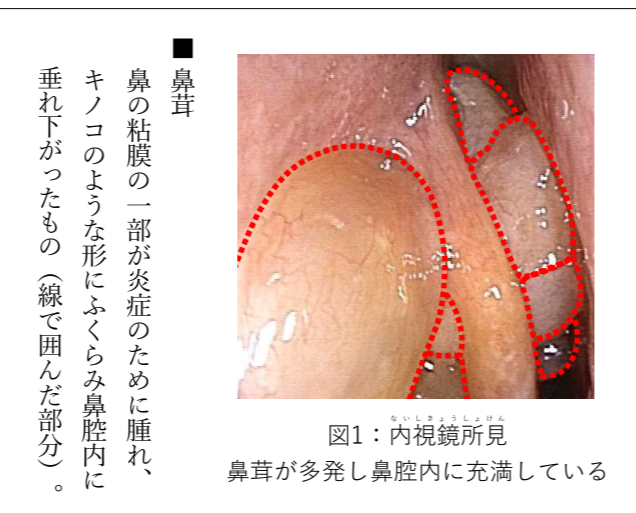 ■鼻茸
鼻の粘膜の一部が炎症のために腫れ、
キノコのような形にふくらみ鼻腔内に
垂れ下がったもの（線で囲んだ部分）。
ないしきょうしょけん
図1：内視鏡所見
鼻茸が多発し鼻腔内に充満している